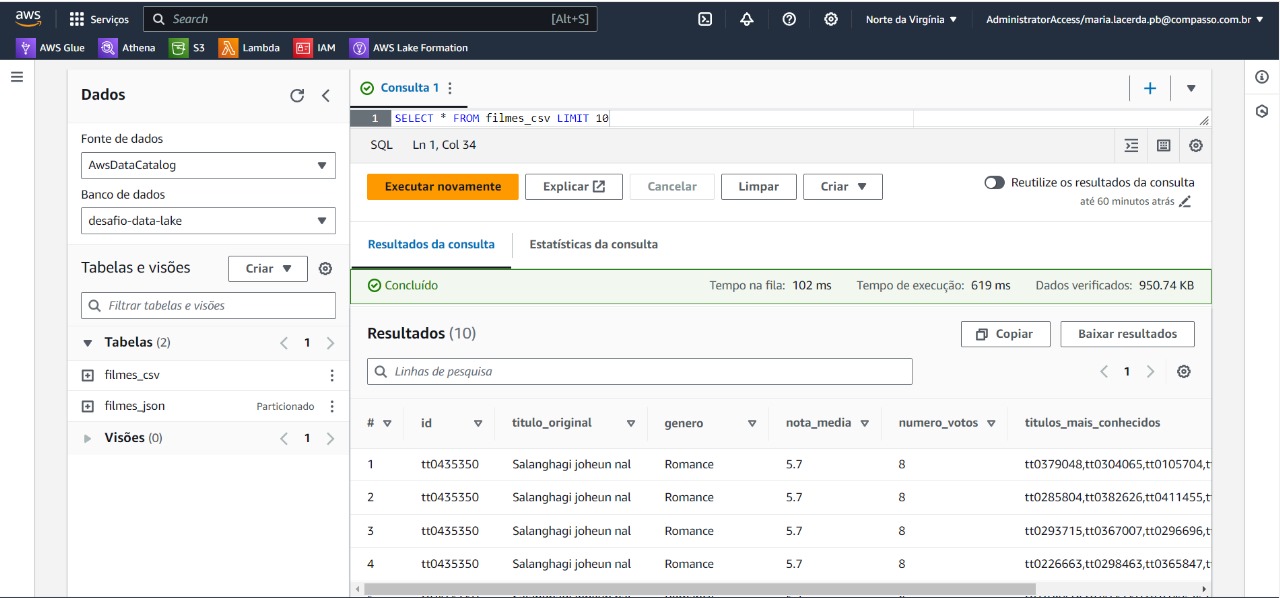 aws Serviços Search [Alt+S] Norte da Virgínia AdministratorAccess/maria.lacerda.pb@compasso.com.br
AWS Glue Athena S3 Lambda IAM AWS Lake Formation
Dados
Fonte de dados
AwsDataCatalog
Banco de dados
desafio-data-lake
Tabelas e visões Criar
Filtrar tabelas e visões
Tabelas (2) 1
filmes_csv
filmes_json Particionado
Visões (0) 1
Consulta 1
1 SELECT * FROM filmes_csv LIMIT 10
SQL Ln 1, Col 34
Executar novamente Explicar Cancelar Limpar Criar
Reutilize os resultados da consulta
até 60 minutos atrás
Resultados da consulta Estatísticas da consulta
Concluído Tempo na fila: 102 ms Tempo de execução: 619 ms Dados verificados: 950.74 KB
Resultados (10) Copiar Baixar resultados
Linhas de pesquisa 1
# id titulo_original genero nota_media numero_votos titulos_mais_conhecidos
1 tt0435350 Salanghagi joheun nal Romance 5.7 8 tt0379048,tt0304065,tt0105704,
2 tt0435350 Salanghagi joheun nal Romance 5.7 8 tt0285804,tt0382626,tt0411455,
3 tt0435350 Salanghagi joheun nal Romance 5.7 8 tt0293715,tt0367007,tt0296696,
4 tt0435350 Salanghagi joheun nal Romance 5.7 8 tt0226663,tt0298463,tt0365847,